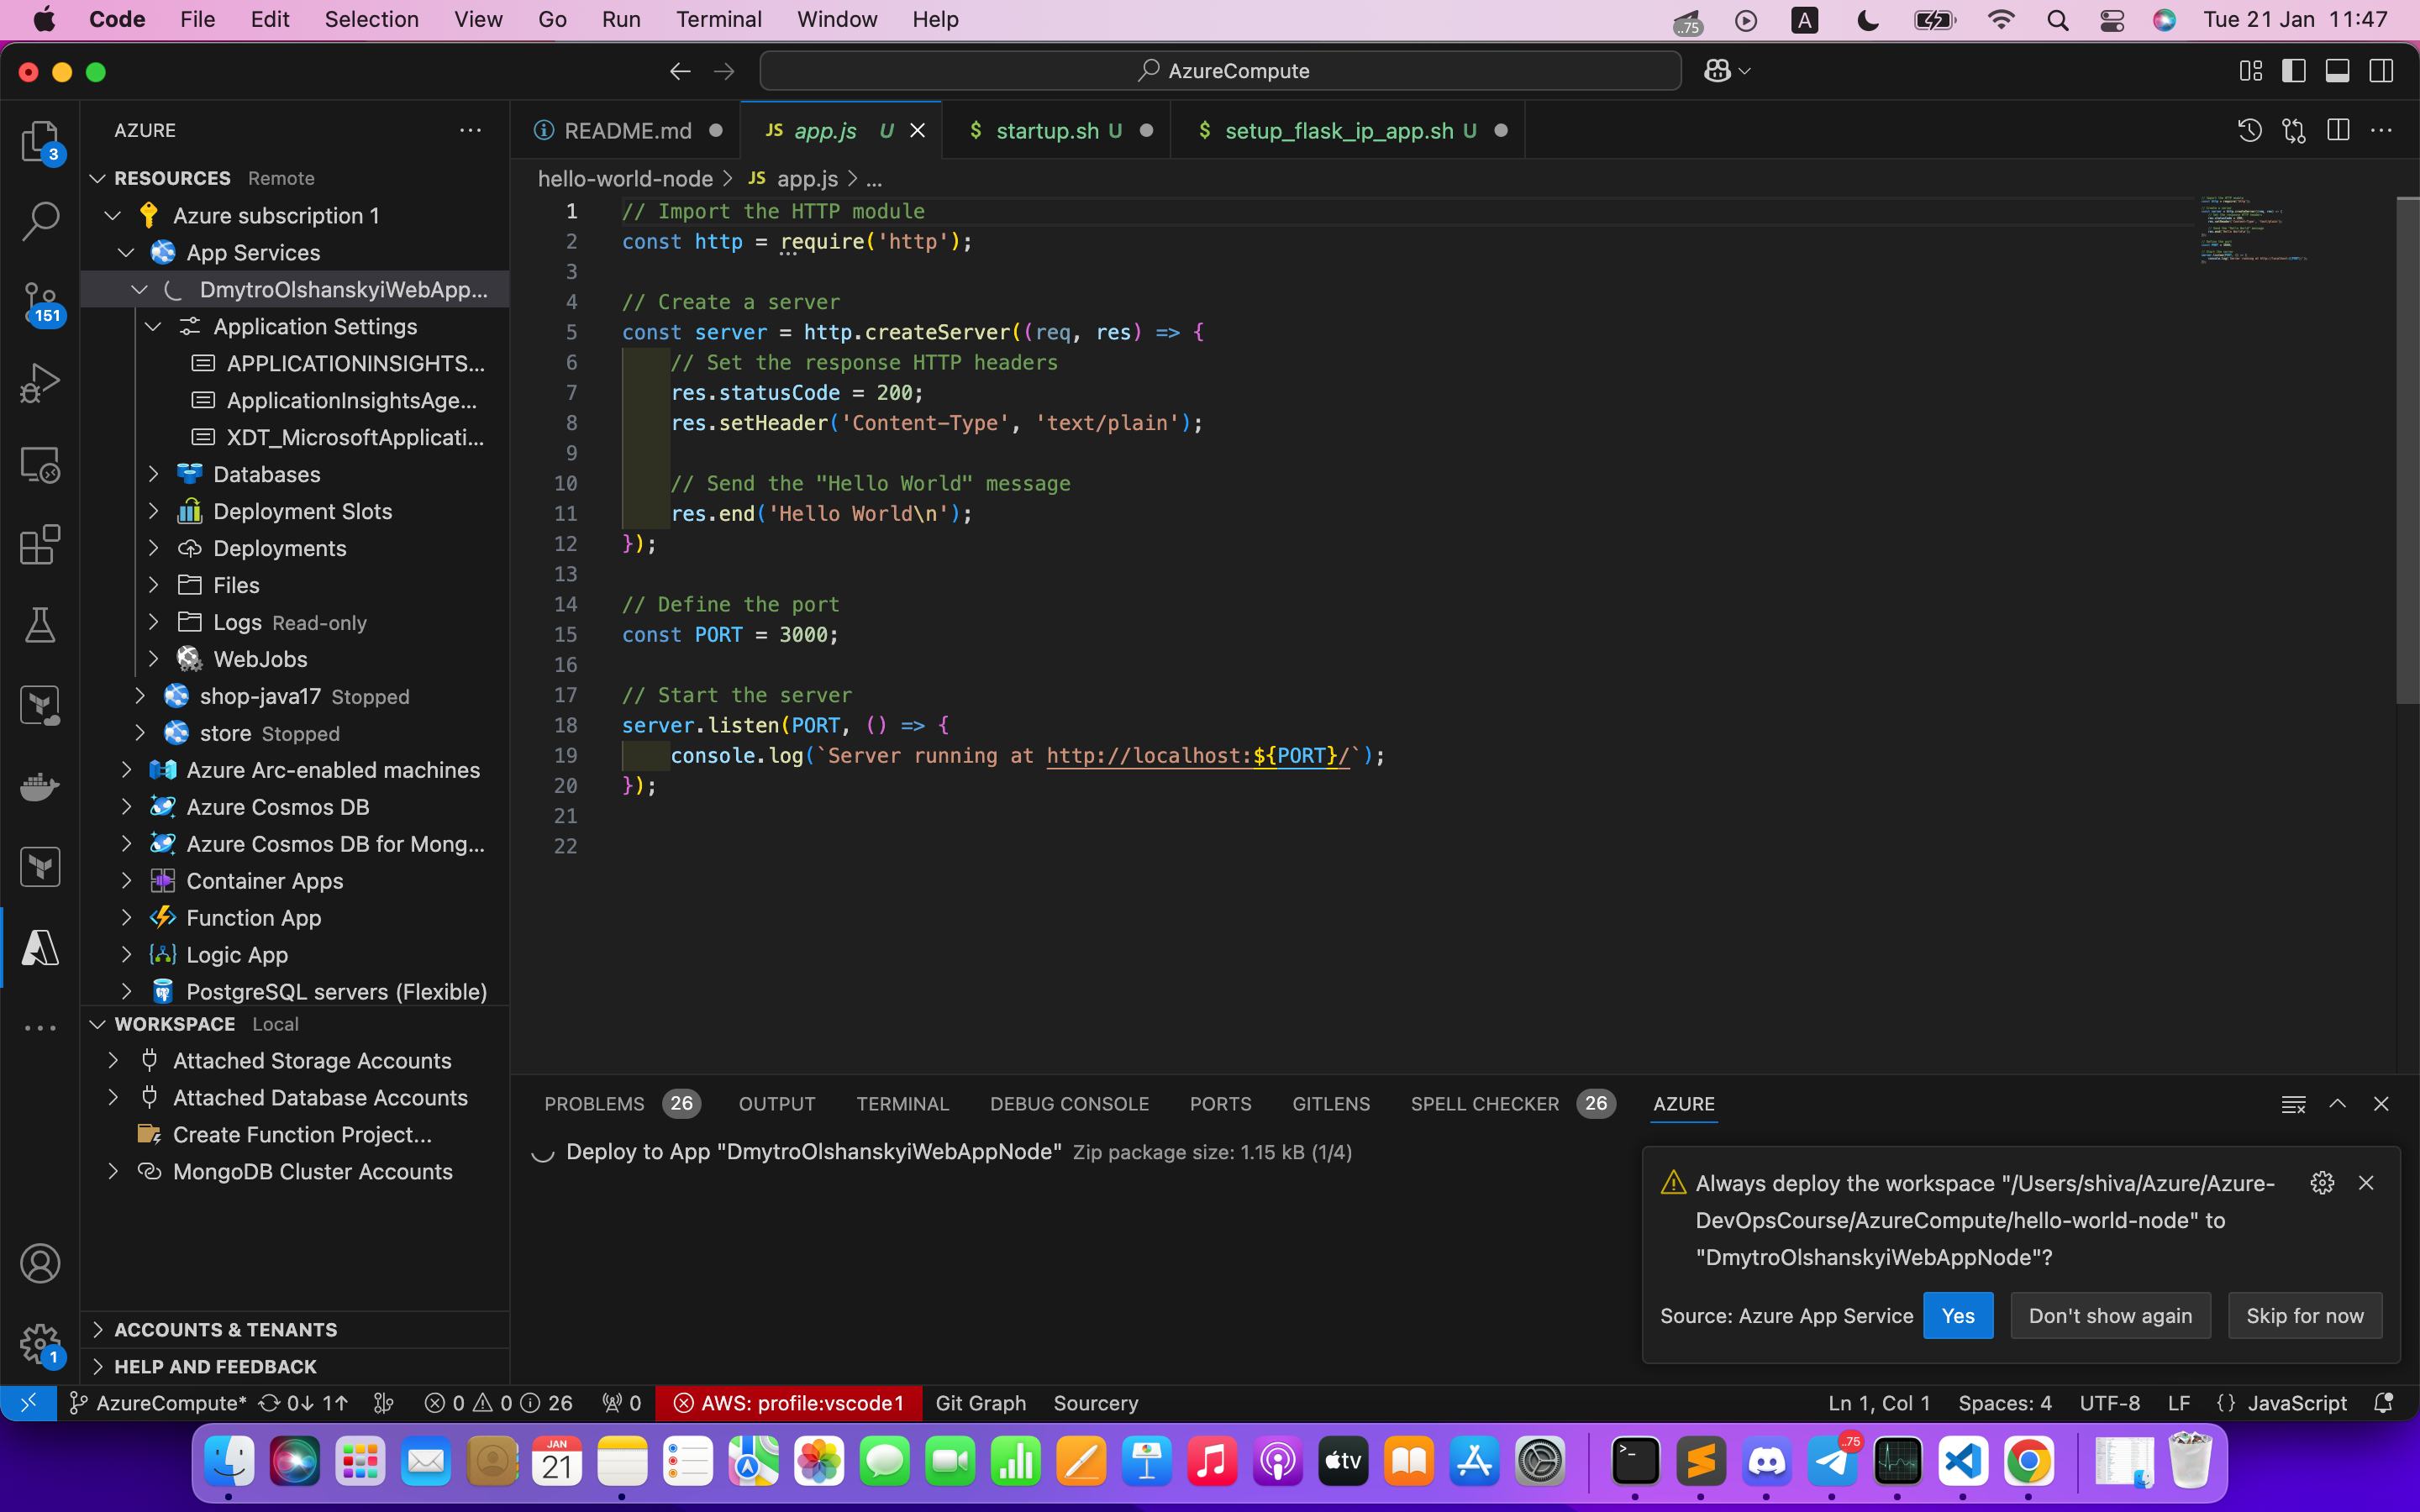 Code File Edit Selection View Go Run Terminal Window Help ..75 A Tue 21 Jan 11:47
AzureCompute
AZURE
RESOURCES Remote
Azure subscription 1
App Services
DmytroOlshanskyiWebApp...
Application Settings
APPLICATIONINSIGHTS...
ApplicationInsightsAge...
XDT_MicrosoftApplicati...
Databases
Deployment Slots
Deployments
Files
Logs Read-only
WebJobs
shop-java17 Stopped
store Stopped
Azure Arc-enabled machines
Azure Cosmos DB
Azure Cosmos DB for Mong...
Container Apps
Function App
Logic App
PostgreSQL servers (Flexible)
WORKSPACE Local
Attached Storage Accounts
Attached Database Accounts
Create Function Project...
MongoDB Cluster Accounts
ACCOUNTS & TENANTS
HELP AND FEEDBACK
3
151
1
README.md JS app.js U $ startup.sh U $ setup_flask_ip_app.sh U
hello-world-node > JS app.js > ...
1 // Import the HTTP module
2 const http = require('http');
3
4 // Create a server
5 const server = http.createServer((req, res) => {
6 // Set the response HTTP headers
7 res.statusCode = 200;
8 res.setHeader('Content-Type', 'text/plain');
9
10 // Send the "Hello World" message
11 res.end('Hello World\n');
12 });
13
14 // Define the port
15 const PORT = 3000;
16
17 // Start the server
18 server.listen(PORT, () => {
19 console.log(`Server running at http://localhost:${PORT}/`);
20 });
21
22
PROBLEMS 26 OUTPUT TERMINAL DEBUG CONSOLE PORTS GITLENS SPELL CHECKER 26 AZURE
Deploy to App "DmytroOlshanskyiWebAppNode" Zip package size: 1.15 kB (1/4)
Always deploy the workspace "/Users/shiva/Azure/Azure-
DevOpsCourse/AzureCompute/hello-world-node" to
"DmytroOlshanskyiWebAppNode"?
Source: Azure App Service Yes Don't show again Skip for now
AzureCompute* 0↓ 1↑ 0 0 26 0 AWS: profile:vscode1 Git Graph Sourcery Ln 1, Col 1 Spaces: 4 UTF-8 LF {} JavaScript
JAN
21
tv
.75